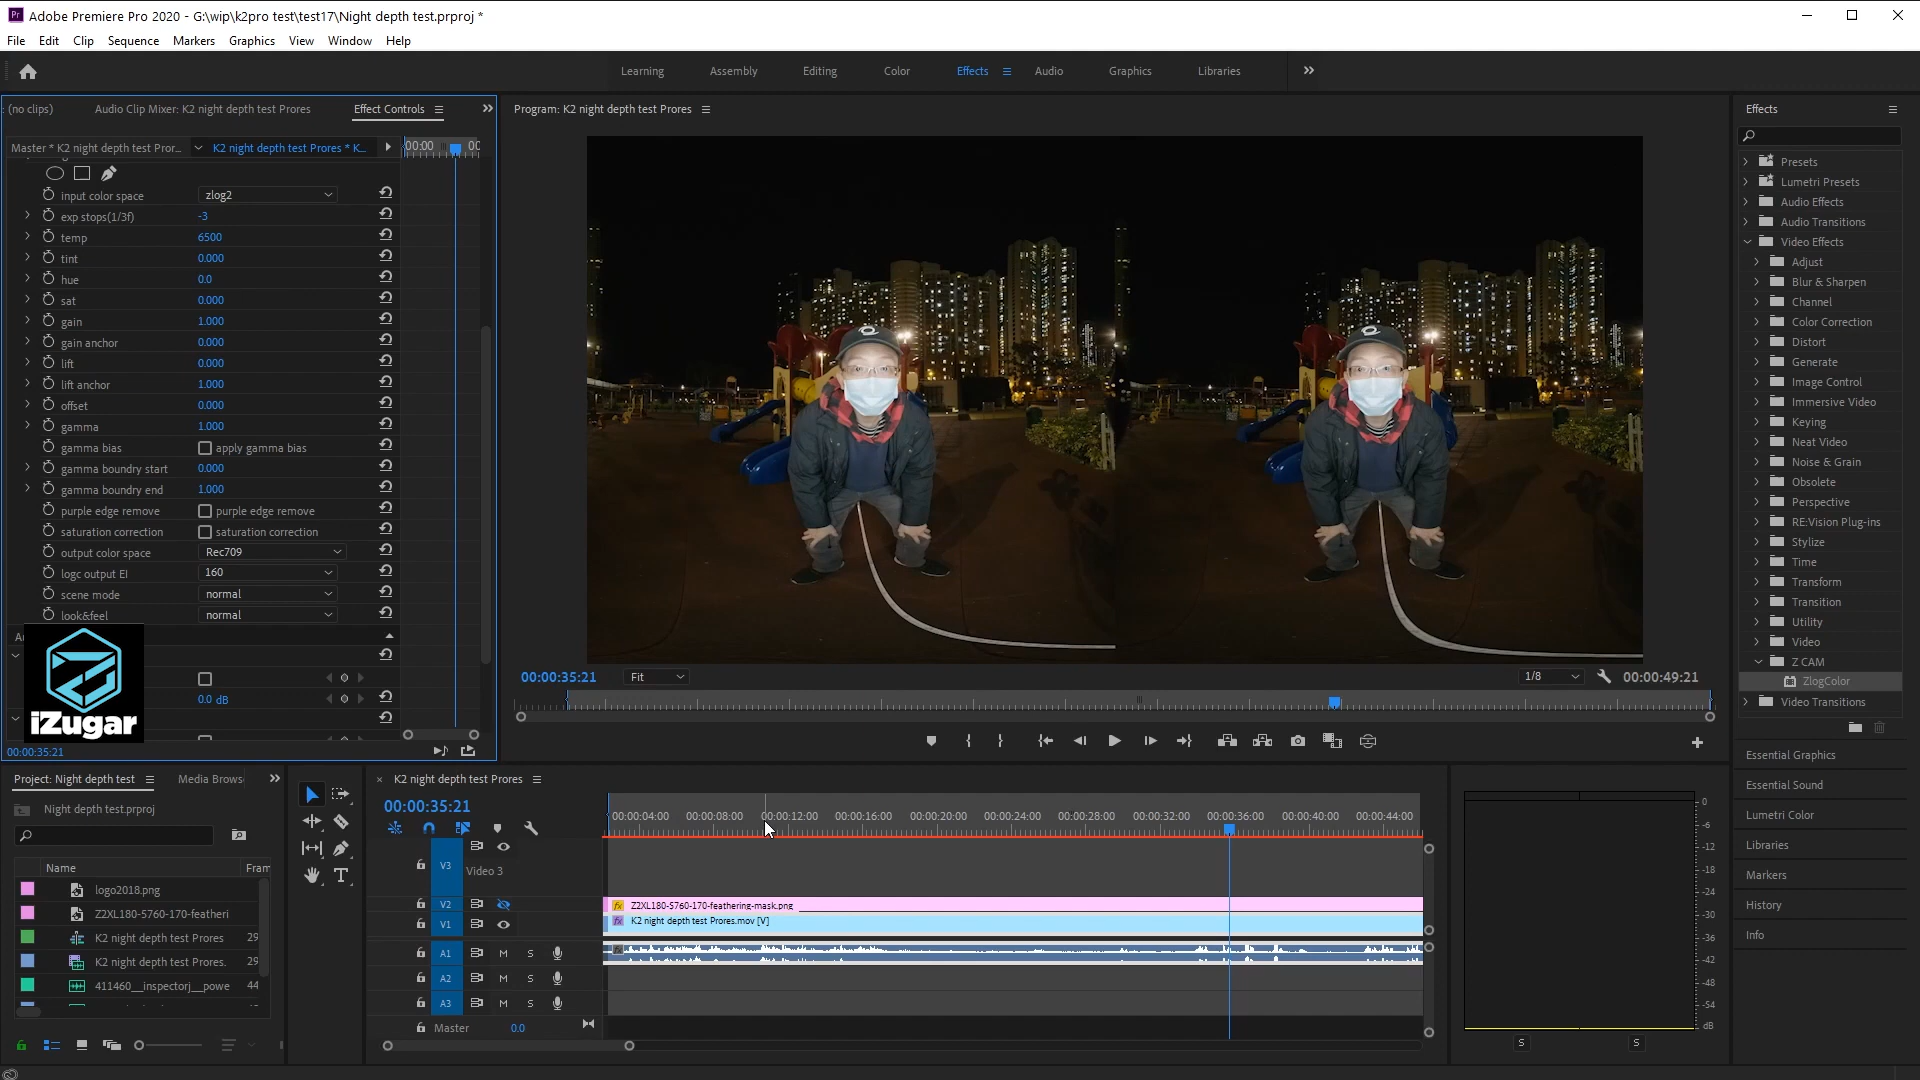 Adobe Premiere Pro 2020 - G:\wip\k2pro test\test17\Night depth test.prproj *
File Edit Clip Sequence Markers Graphics View Window Help
Learning Assembly Editing Color Effects Audio Graphics Libraries
: (no clips) Audio Clip Mixer: K2 night depth test Prores Effect Controls
Program: K2 night depth test Prores
Effects
Master * K2 night depth test Pror... K2 night depth test Prores * K... 00:00 00
input color space zlog2
exp stops(1/3f) -3
temp 6500
tint 0.000
hue 0.0
sat 0.000
gain 1.000
gain anchor 0.000
lift 0.000
lift anchor 1.000
offset 0.000
gamma 1.000
gamma bias apply gamma bias
gamma boundry start 0.000
gamma boundry end 1.000
purple edge remove purple edge remove
saturation correction saturation correction
output color space Rec709
logc output EI 160
scene mode normal
look&feel normal
0.0 dB
iZugar
00:00:35:21
00:00:35:21 Fit 1/8 00:00:49:21
Presets
Lumetri Presets
Audio Effects
Audio Transitions
Video Effects
Adjust
Blur & Sharpen
Channel
Color Correction
Distort
Generate
Image Control
Immersive Video
Keying
Neat Video
Noise & Grain
Obsolete
Perspective
RE:Vision Plug-ins
Stylize
Time
Transform
Transition
Utility
Video
Z CAM
ZlogColor
Video Transitions
Essential Graphics
Essential Sound
Lumetri Color
Libraries
Markers
History
Info
Project: Night depth test Media Brows
Night depth test.prproj
Name Fram
logo2018.png
Z2XL180-5760-170-featheri
K2 night depth test Prores 29
K2 night depth test Prores. 29
411460__inspectorj__powe 44
× K2 night depth test Prores
00:00:35:21
00:00:04:00 00:00:08:00 00:00:12:00 00:00:16:00 00:00:20:00 00:00:24:00 00:00:28:00 00:00:32:00 00:00:36:00 00:00:40:00 00:00:44:00
V3 Video 3
V2 Z2XL180-5760-170-feathering-mask.png
V1 K2 night depth test Prores.mov [V]
A1 M S
A2 M S
A3 M S
Master 0.0
0
-6
-12
-18
-24
-30
-36
-42
-48
-54
dB
S S